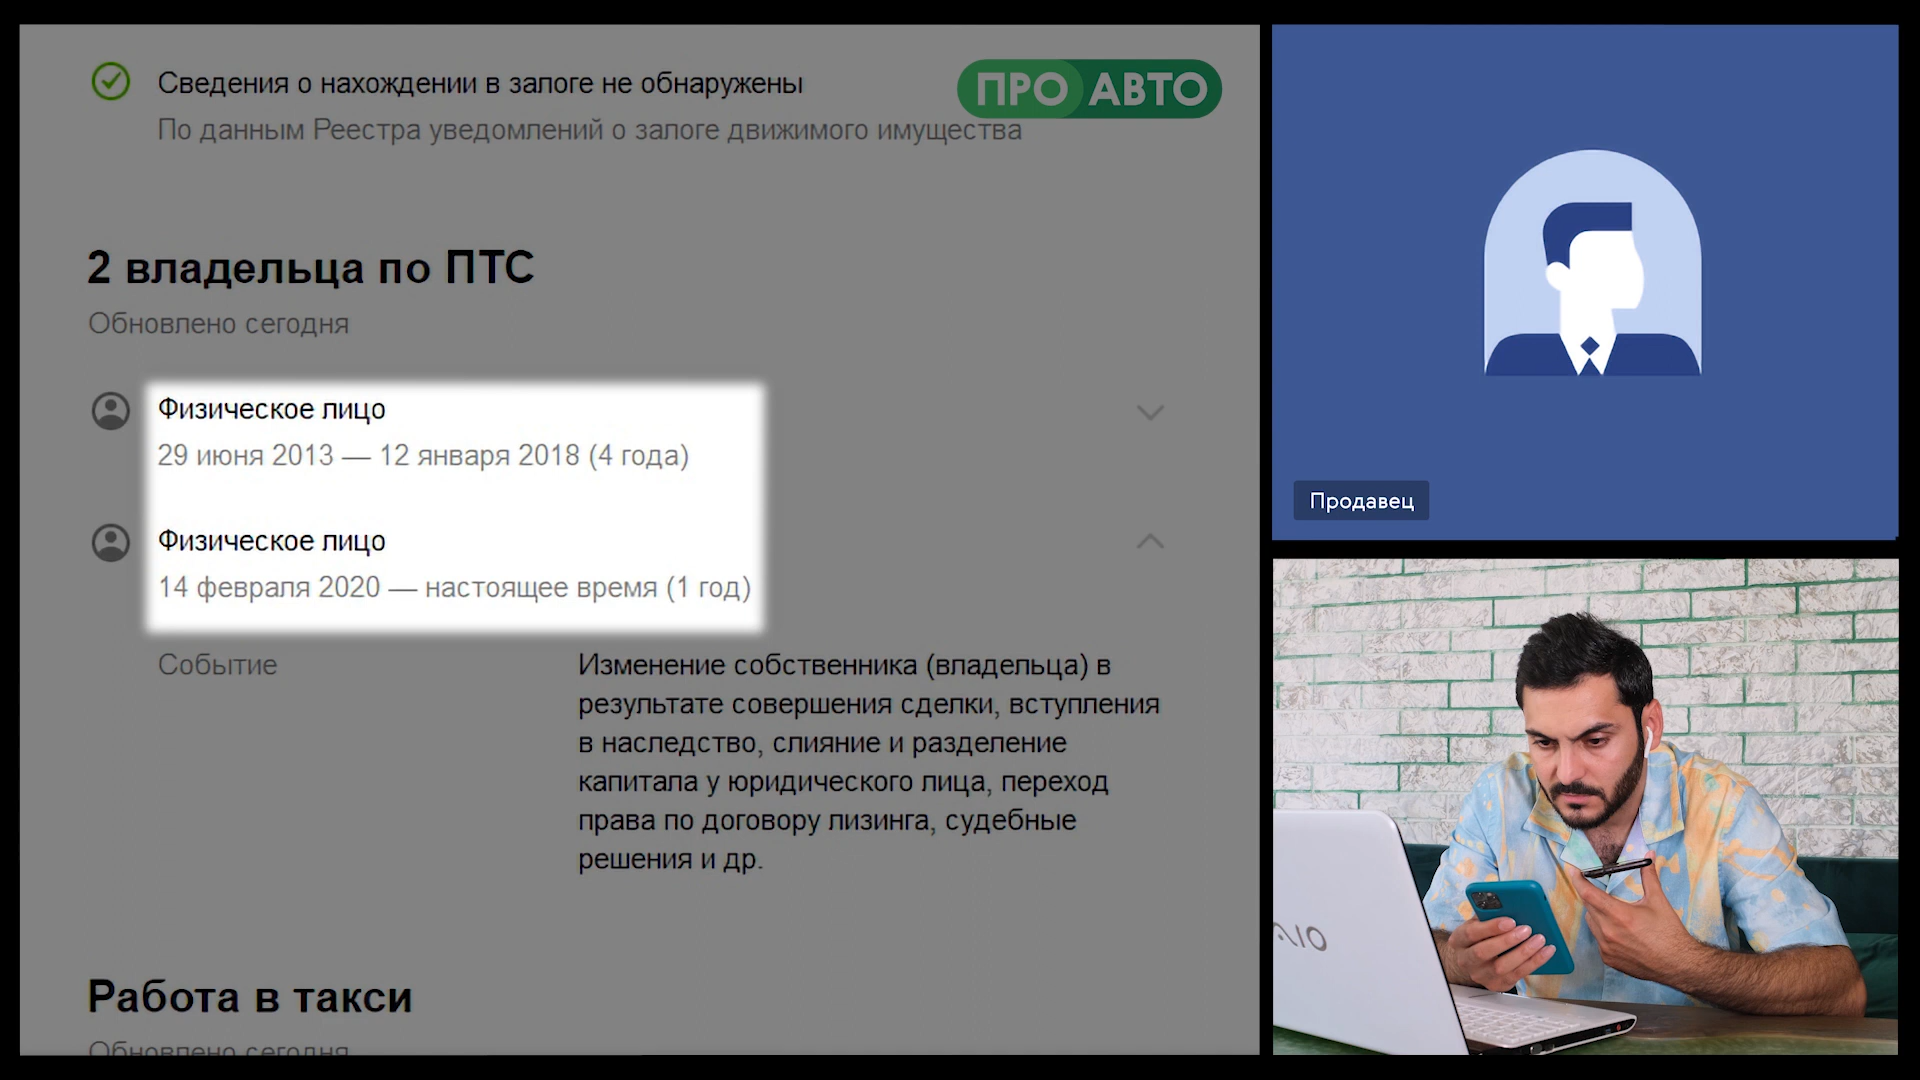 Сведения о нахождении в залоге не обнаружены
По данным Реестра уведомлений о залоге движимого имущества
ПРО АВТО
2 владельца по ПТС
Обновлено сегодня
Физическое лицо
29 июня 2013 — 12 января 2018 (4 года)
Физическое лицо
14 февраля 2020 — настоящее время (1 год)
Событие
Изменение собственника (владельца) в
результате совершения сделки, вступления
в наследство, слияние и разделение
капитала у юридического лица, переход
права по договору лизинга, судебные
решения и др.
Работа в такси
Обновлено сегодня
Продавец